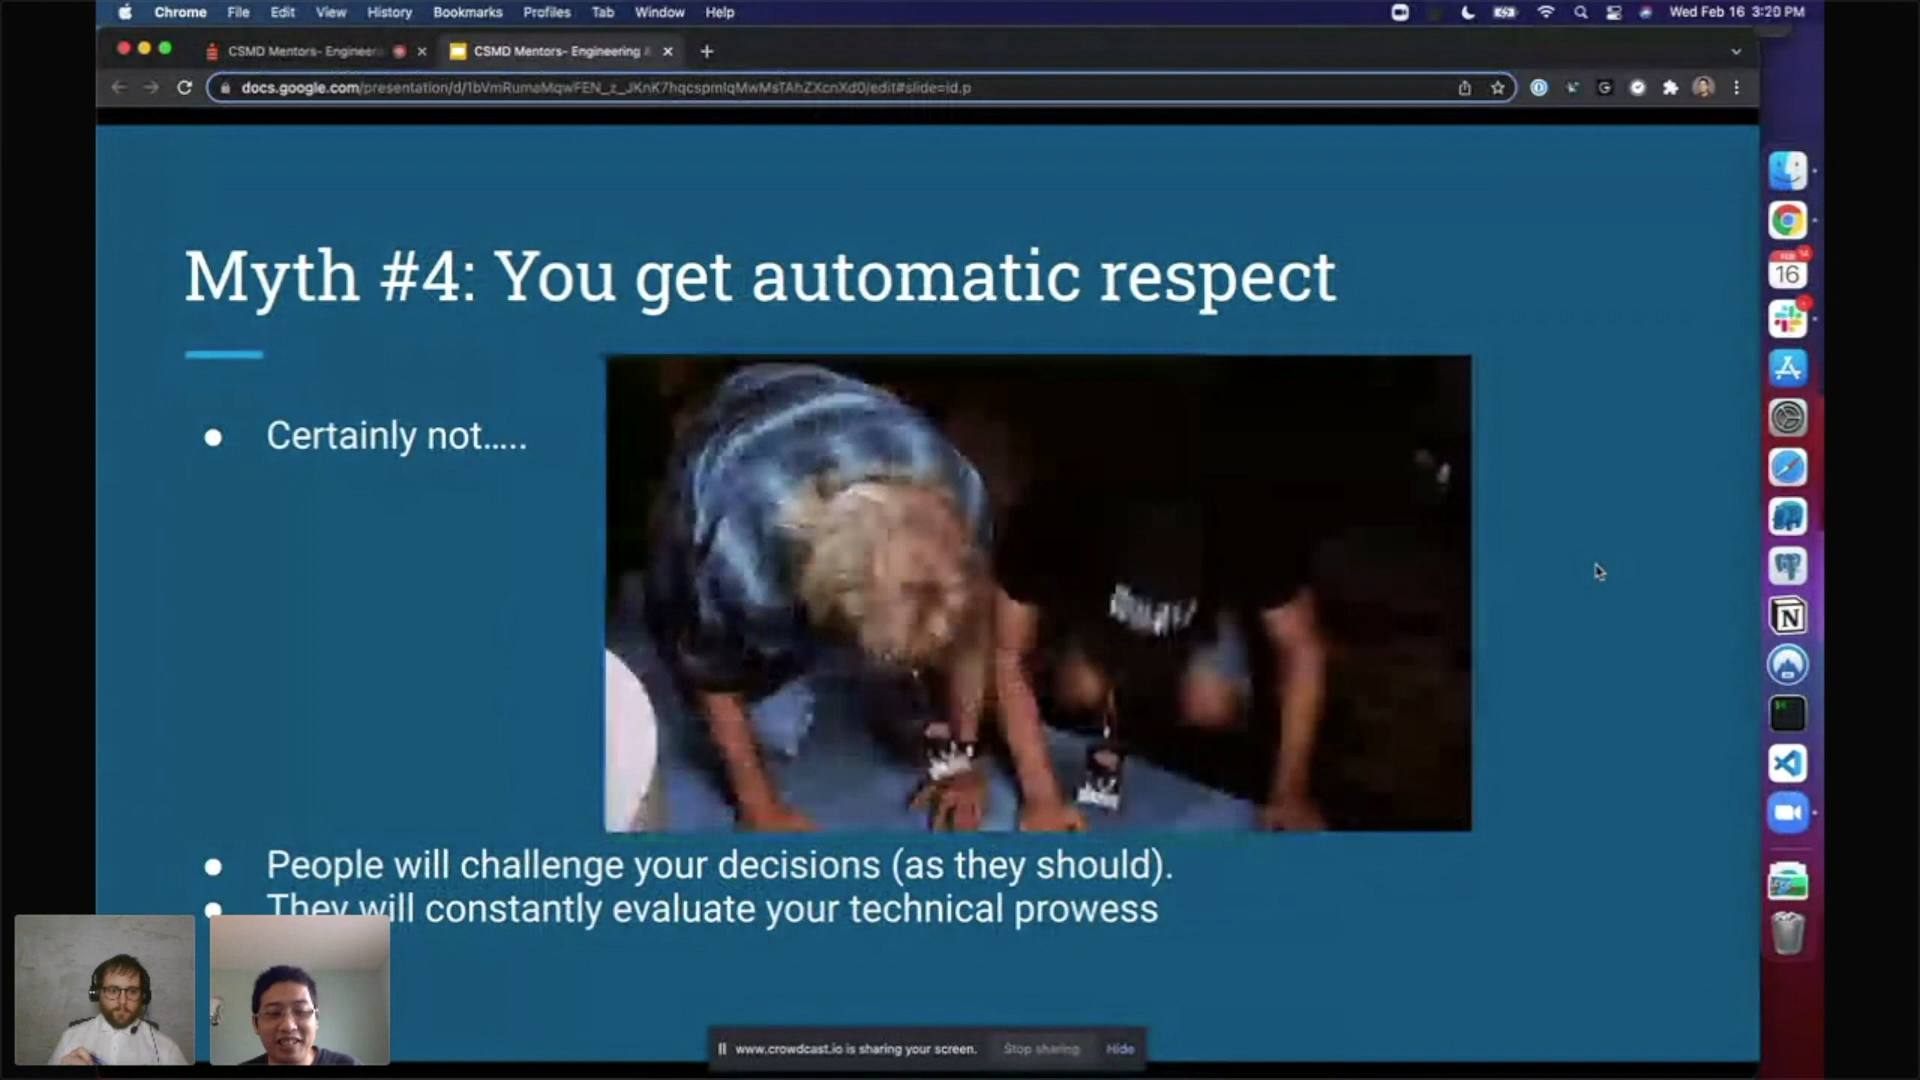 Chrome File Edit View History Bookmarks Profiles Tab Window Help Wed Feb 16 3:20 PM
CSMD Mentors- Engineeri CSMD Mentors- Engineering &
docs.google.com/presentation/d/1bVmRumaMqwFEN_z_JKnK7hqcspmIqMwMsTAhZXcnXd0/edit#slide=id.p
16
Myth #4: You get automatic respect
Certainly not.....
People will challenge your decisions (as they should).
They will constantly evaluate your technical prowess
www.crowdcast.io is sharing your screen. Stop sharing Hide